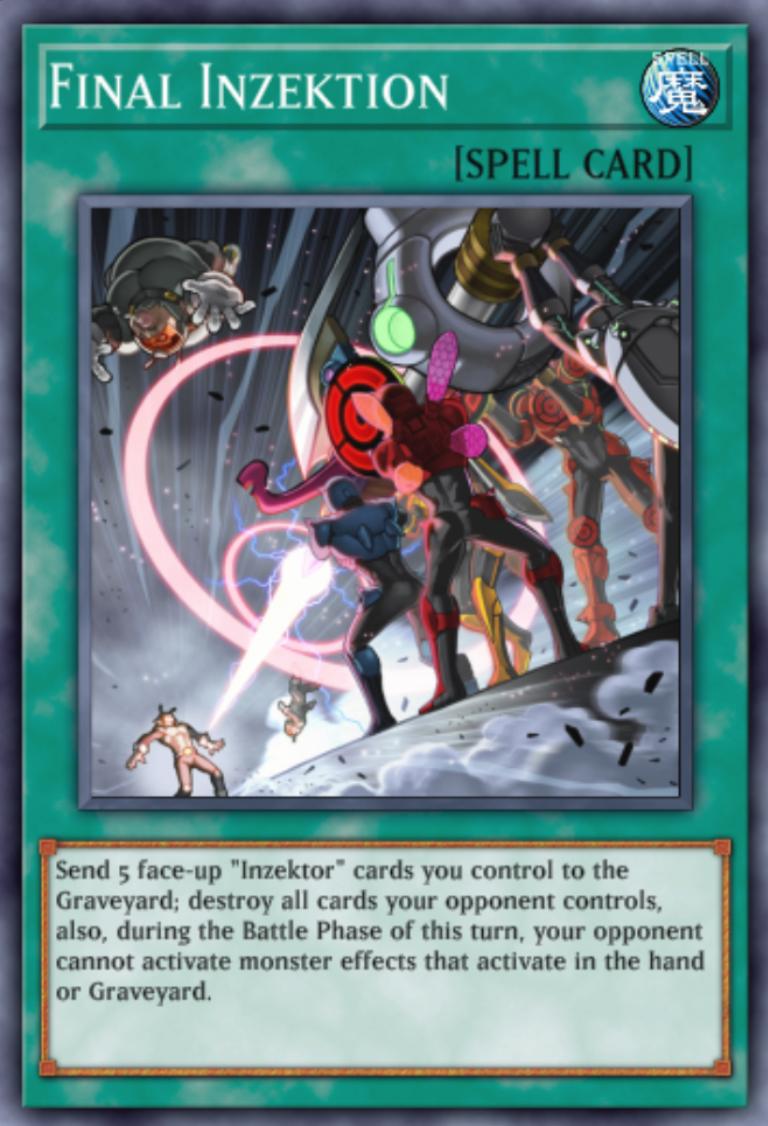 FINAL INZEKTION
SPELL
魔
[SPELL CARD]
Send 5 face-up "Inzektor" cards you control to the
Graveyard; destroy all cards your opponent controls,
also, during the Battle Phase of this turn, your opponent
cannot activate monster effects that activate in the hand
or Graveyard.